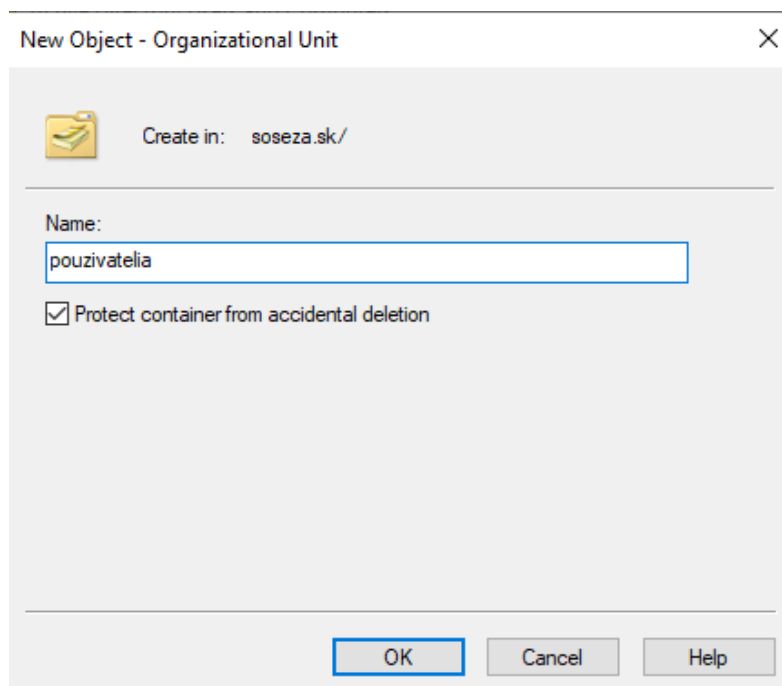 New Object - Organizational Unit
Create in: soseza.sk/
Name:
pouzivatelia
Protect container from accidental deletion
OK Cancel Help